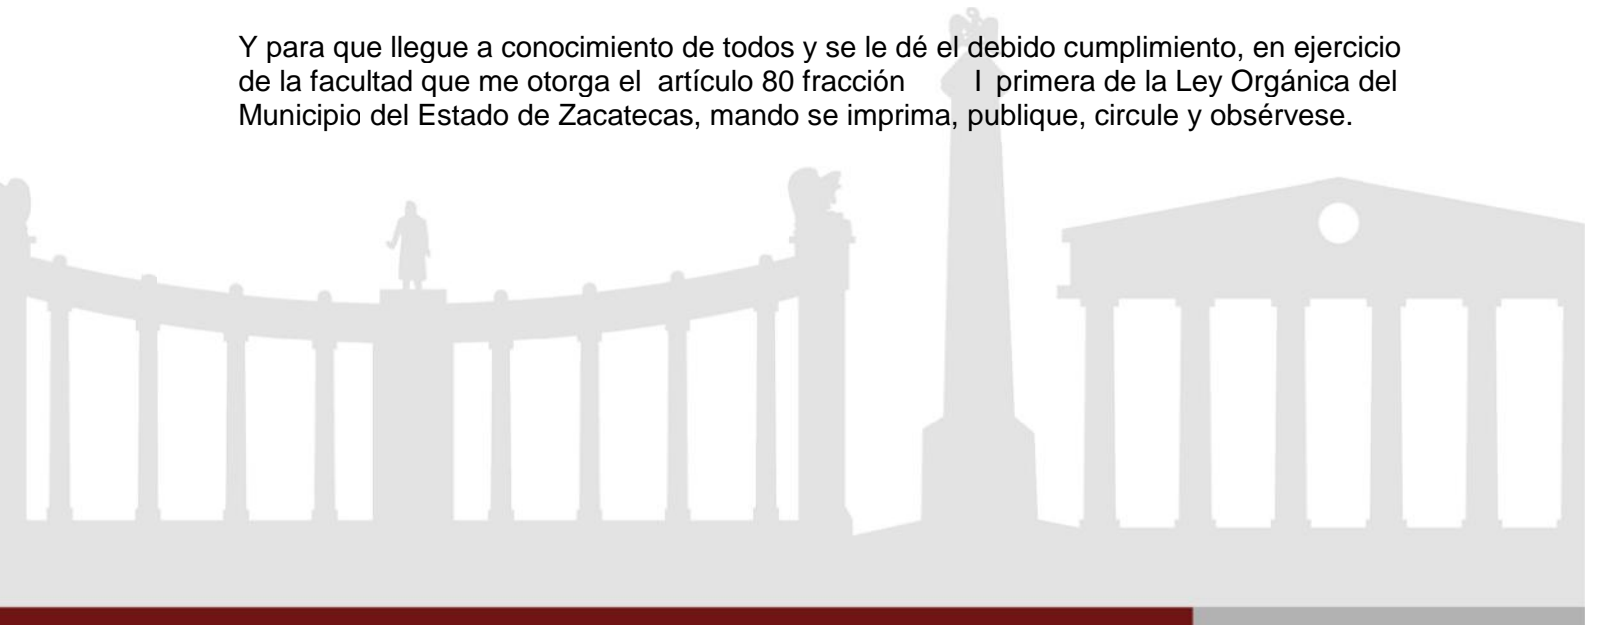 Y para que llegue a conocimiento de todos y se le dé el debido cumplimiento, en ejercicio
de la facultad que me otorga el artículo 80 fracción I primera de la Ley Orgánica del
Municipio del Estado de Zacatecas, mando se imprima, publique, circule y obsérvese.